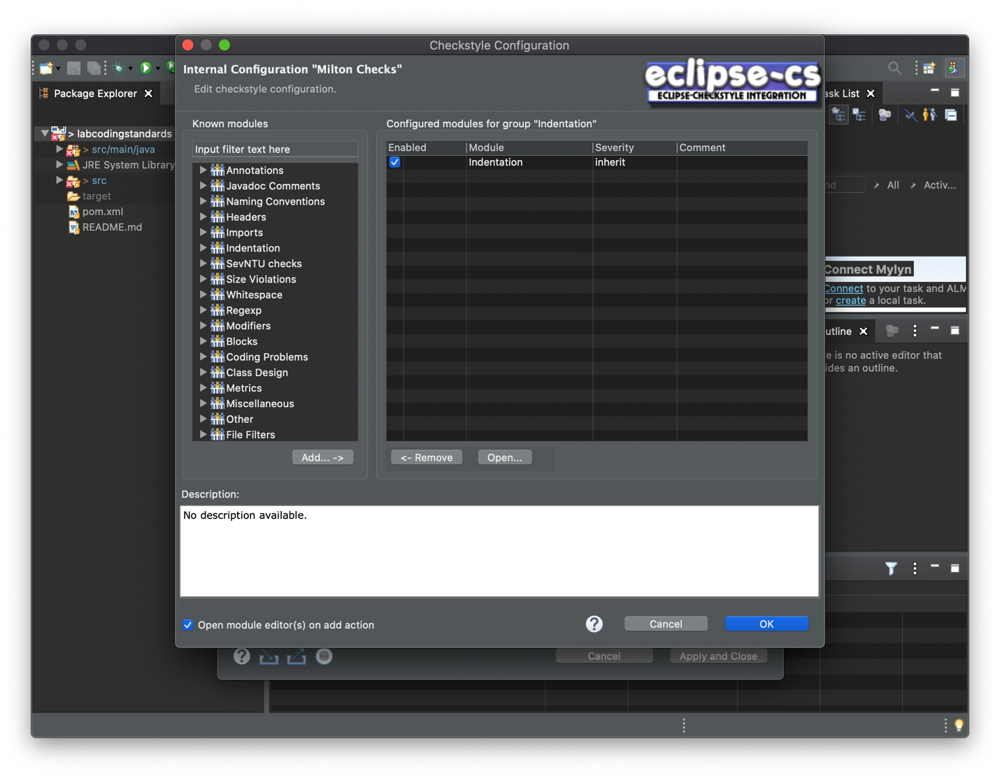 Checkstyle Configuration
Internal Configuration "Milton Checks"
Edit checkstyle configuration.
eclipse-cs
ECLIPSE-CHECKSTYLE INTEGRATION
Package Explorer
> labcodingstandards
> src/main/java
JRE System Library
> src
target
pom.xml
README.md
Known modules
Input filter text here
Annotations
Javadoc Comments
Naming Conventions
Headers
Imports
Indentation
SevNTU checks
Size Violations
Whitespace
Regexp
Modifiers
Blocks
Coding Problems
Class Design
Metrics
Miscellaneous
Other
File Filters
Add... ->
Configured modules for group "Indentation"
Enabled Module Severity Comment
Indentation inherit
<- Remove Open...
Description:
No description available.
Open module editor(s) on add action
? Cancel OK
? Cancel Apply and Close
ask List
nd All Activ...
Connect Mylyn
Connect to your task and ALM
or create a local task.
utline
e is no active editor that
ides an outline.